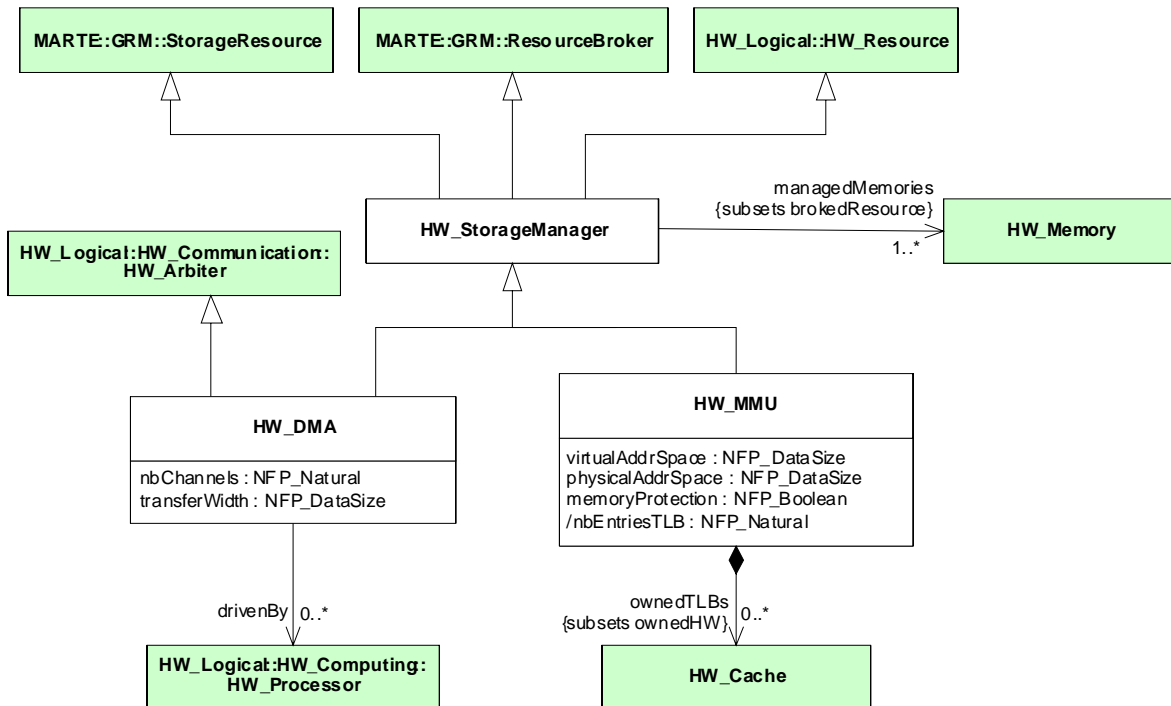 MARTE::GRM::StorageResource
MARTE::GRM::ResourceBroker
HW_Logical::HW_Resource
managedMemories
{subsets brokedResource}
HW_StorageManager
1..*
HW_Memory
HW_Logical::HW_Communication::
HW_Arbiter
HW_DMA
nbChannels : NFP_Natural
transferWidth : NFP_DataSize
HW_MMU
virtualAddrSpace : NFP_DataSize
physicalAddrSpace : NFP_DataSize
memoryProtection : NFP_Boolean
/nbEntriesTLB : NFP_Natural
drivenBy
0..*
ownedTLBs
{subsets ownedHW}
0..*
HW_Logical::HW_Computing::
HW_Processor
HW_Cache